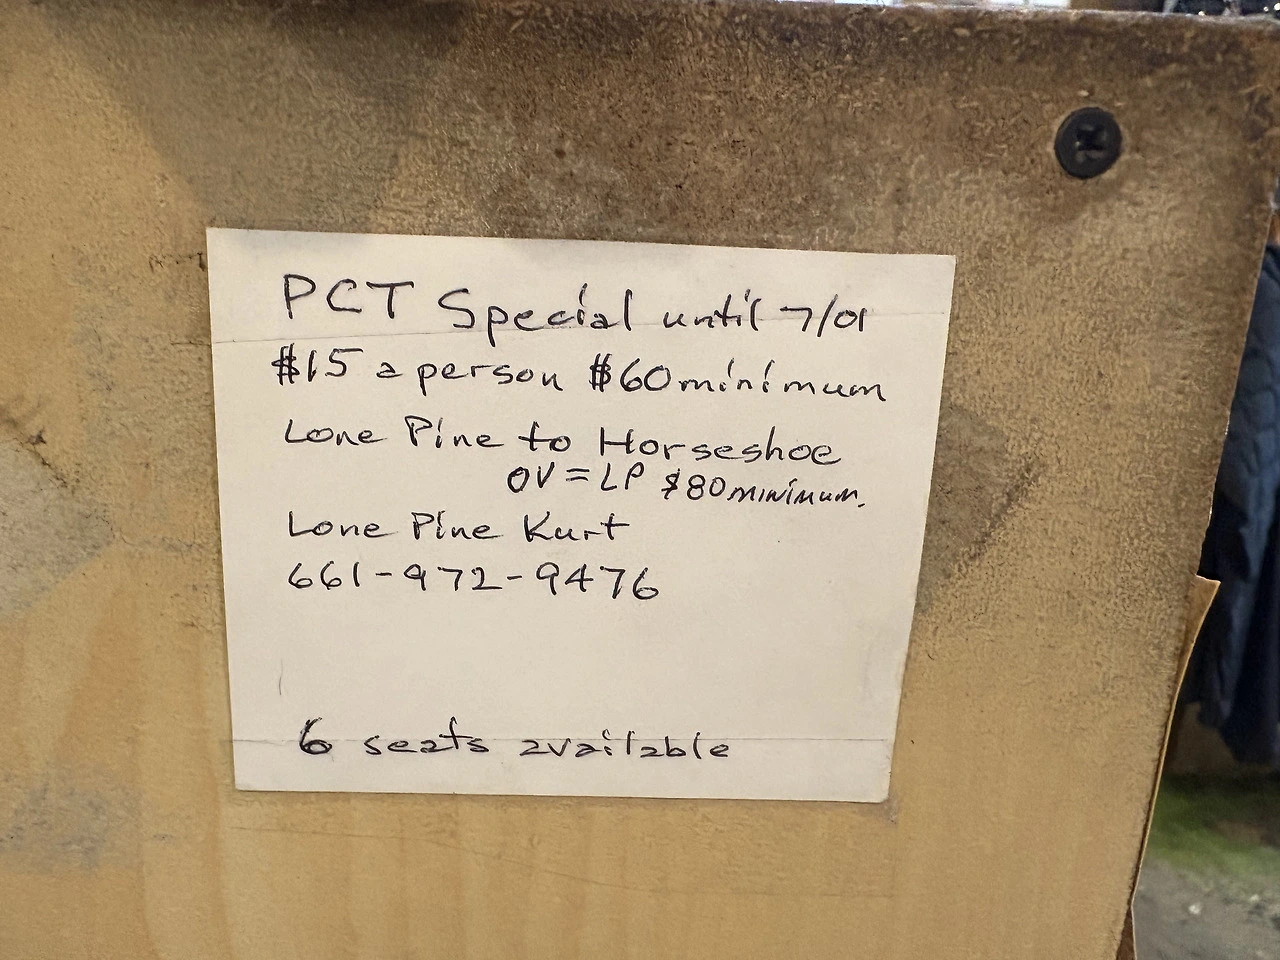 PCT Special until 7/01
$15 a person $60 minimum
Lone Pine to Horseshoe
OV = LP $80 minimum.
Lone Pine Kurt
661-972-9476
6 seats available